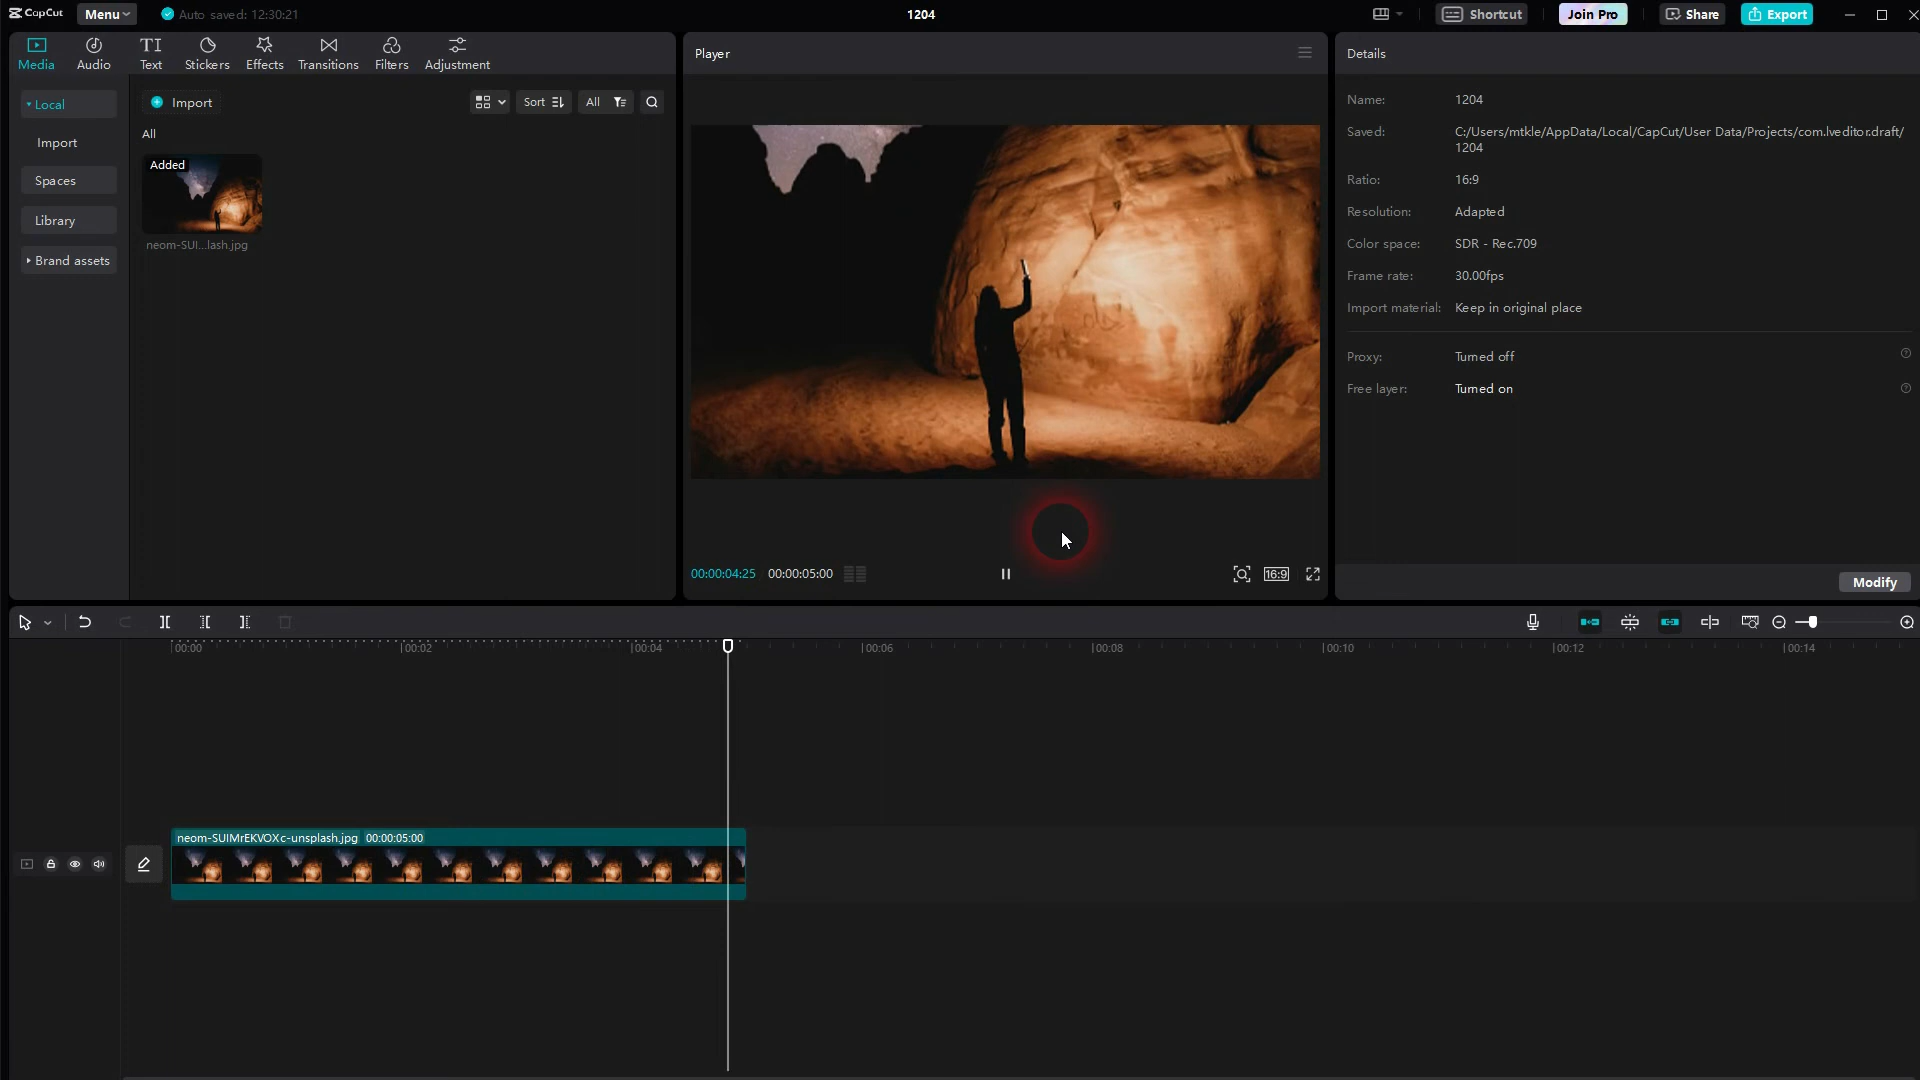 CapCut
Menu
Auto saved: 12:30:21
1204
Shortcut
Join Pro
Share
Export
Media
Audio
TI
Text
Stickers
Effects
Transitions
Filters
Adjustment
Local
Import
Spaces
Library
Brand assets
Import
Sort
All
All
Added
neom-SUI...lash.jpg
Player
00:00:04:25
00:00:05:00
16:9
Details
Name: 1204
Saved: C:/Users/mtkle/AppData/Local/CapCut/User Data/Projects/com.lveditor.draft/
1204
Ratio: 16:9
Resolution: Adapted
Color space: SDR - Rec.709
Frame rate: 30.00fps
Import material: Keep in original place
Proxy: Turned off
Free layer: Turned on
Modify
00:00
00:02
00:04
00:06
00:08
00:10
00:12
00:14
neom-SUIMrEKVOXc-unsplash.jpg 00:00:05:00